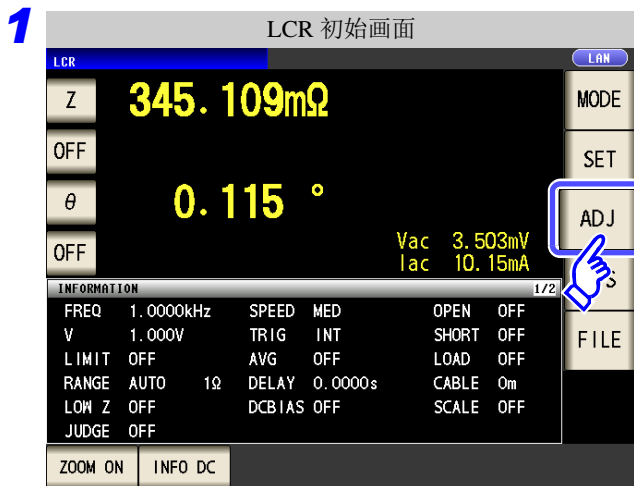 1
LCR 初始画面
LCR
LAN
Z
345.109mΩ
MODE
OFF
SET
θ
0.115 °
ADJ
OFF
Vac 3.503mV
Iac 10.15mA
INFORMATION 1/2
FREQ 1.0000kHz SPEED MED OPEN OFF
V 1.000V TRIG INT SHORT OFF
FILE
LIMIT OFF AVG OFF LOAD OFF
RANGE AUTO 1Ω DELAY 0.0000s CABLE 0m
LOW Z OFF DCBIAS OFF SCALE OFF
JUDGE OFF
ZOOM ON INFO DC